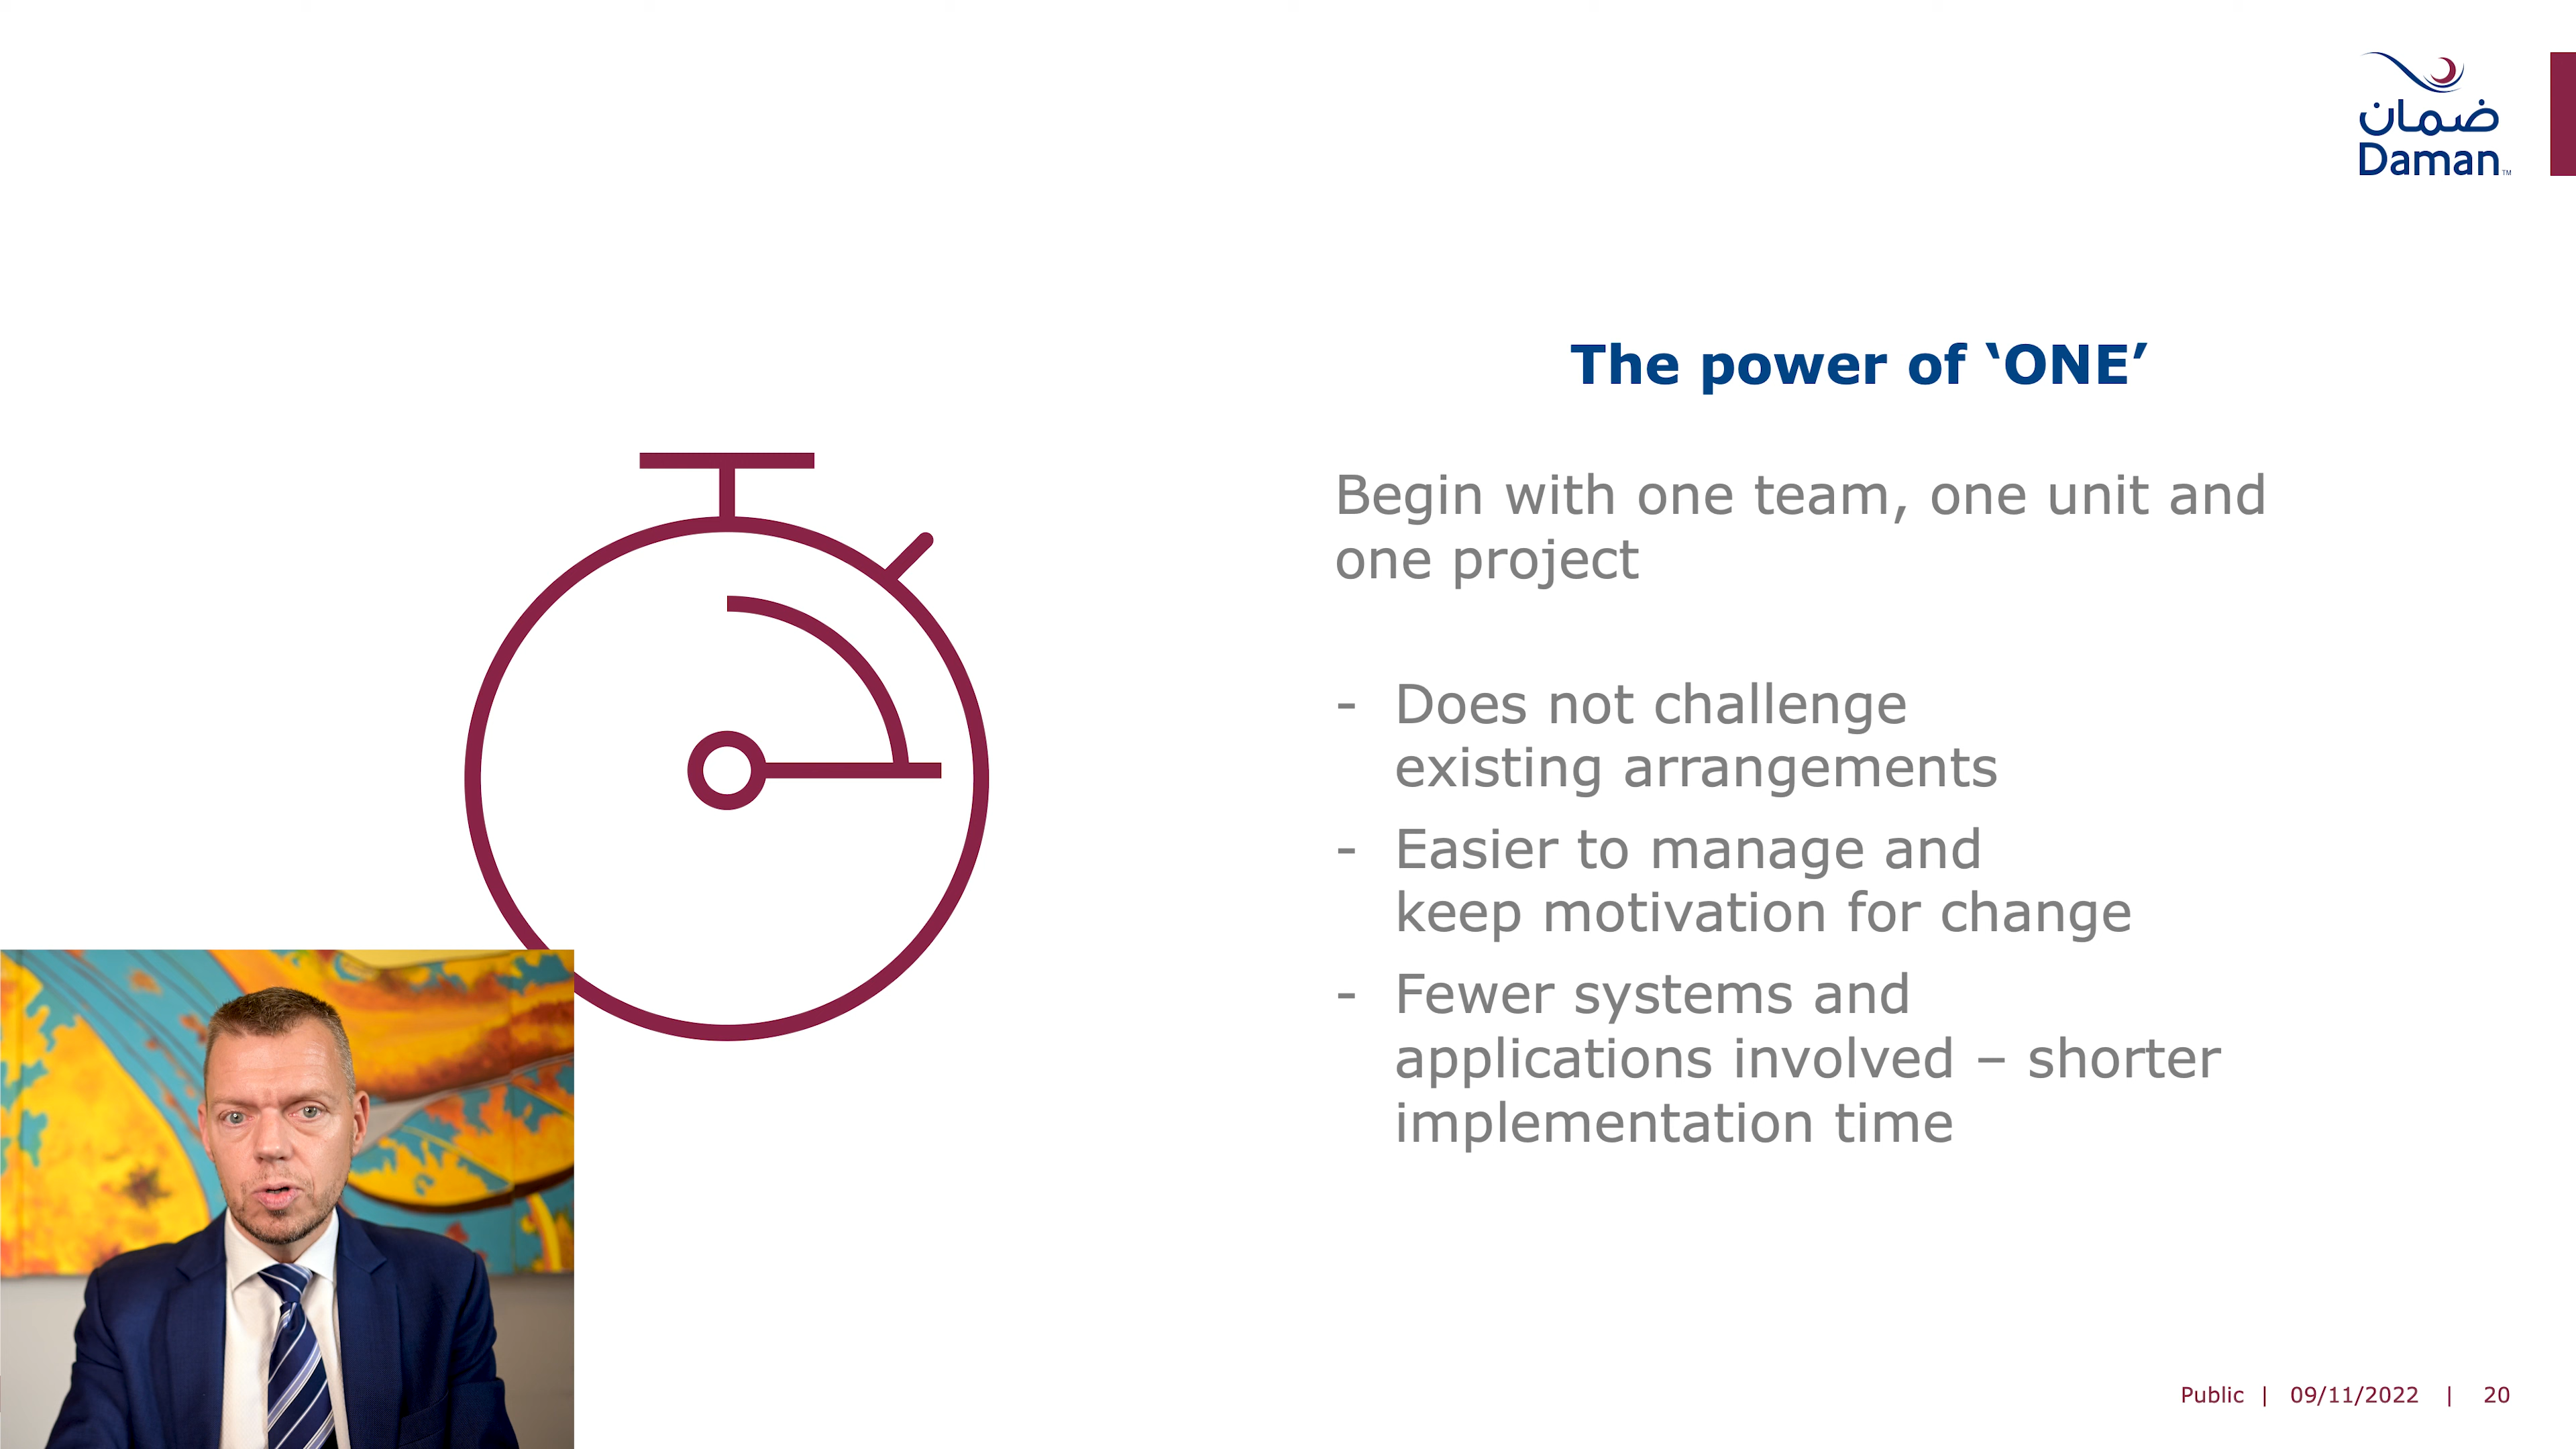 ضمان
Daman™
The power of ‘ONE’
Begin with one team, one unit and
one project
- Does not challenge
existing arrangements
- Easier to manage and
keep motivation for change
- Fewer systems and
applications involved – shorter
implementation time
Public | 09/11/2022 | 20